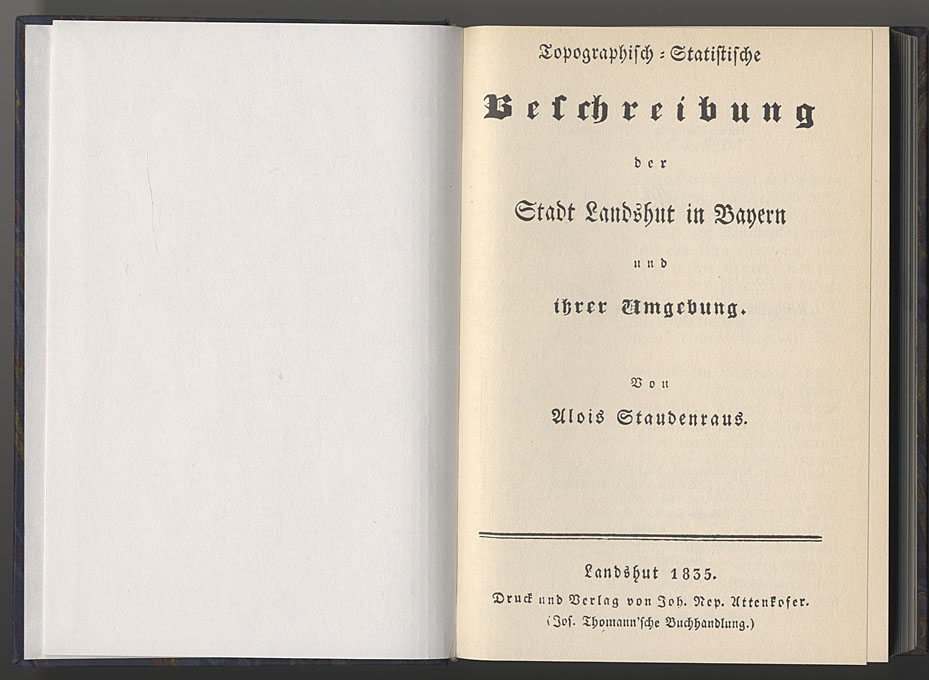 Topographisch-Statistische
Beschreibung
der
Stadt Landshut in Bayern
und
ihrer Umgebung.
Von
Alois Staudenraus.
Landshut 1835.
Druck und Verlag von Joh. Nep. Attenkofer.
(Jos. Thomann'sche Buchhandlung.)